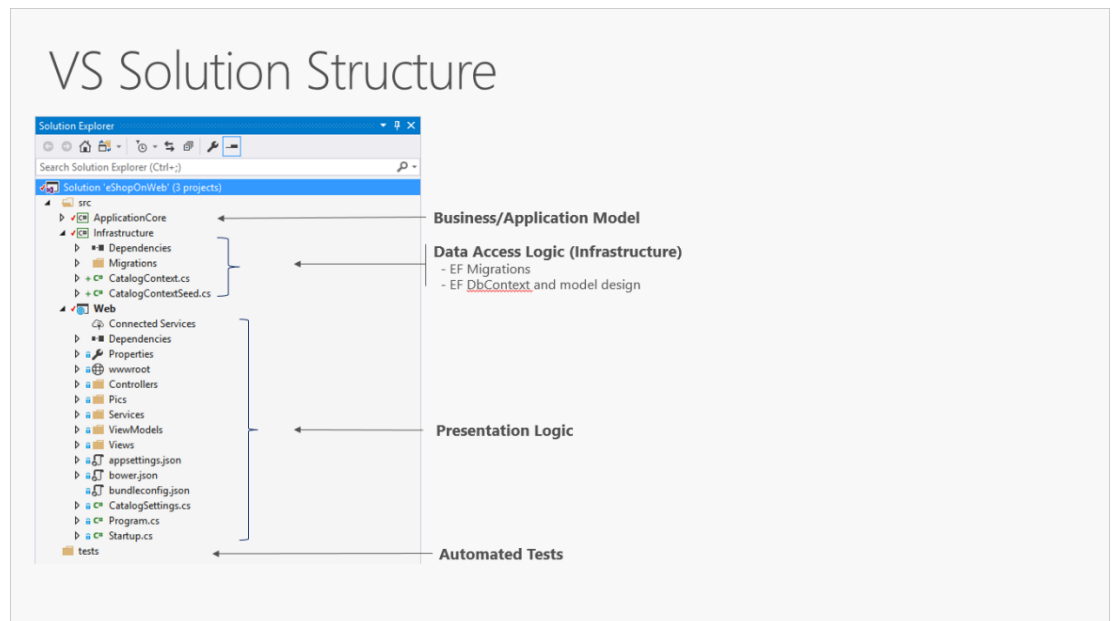 VS Solution Structure
Solution Explorer
Search Solution Explorer (Ctrl+;)
Solution 'eShopOnWeb' (3 projects)
src
ApplicationCore
Infrastructure
Dependencies
Migrations
CatalogContext.cs
CatalogContextSeed.cs
Web
Connected Services
Dependencies
Properties
wwwroot
Controllers
Pics
Services
ViewModels
Views
appsettings.json
bower.json
bundleconfig.json
CatalogSettings.cs
Program.cs
Startup.cs
tests
Business/Application Model
Data Access Logic (Infrastructure)
- EF Migrations
- EF DbContext and model design
Presentation Logic
Automated Tests